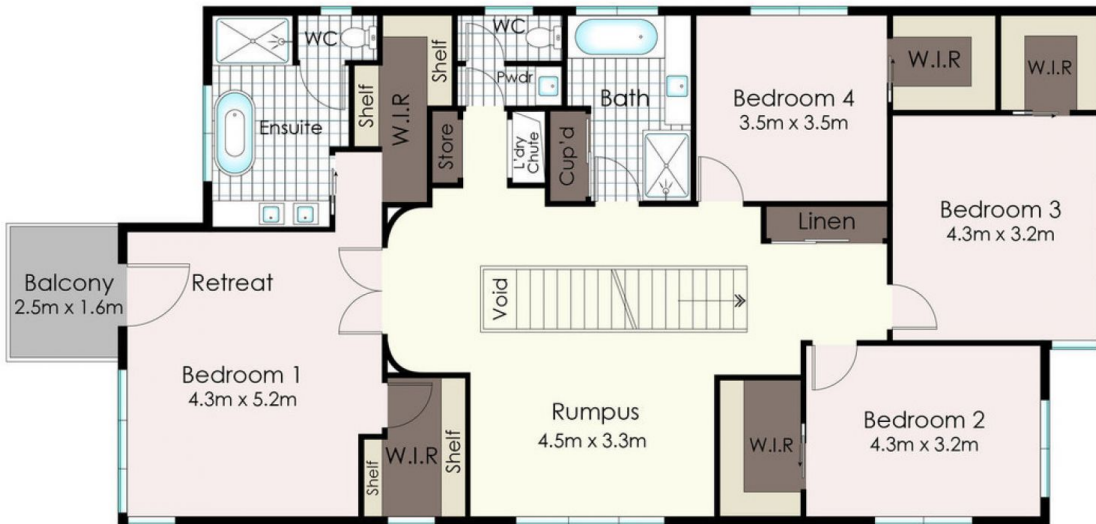 WC
Shelf
Shelf
W.I.R
Ensuite
WC
Pwdr
Store
L'dry
Chute
Cup'd
Bath
Bedroom 4
3.5m x 3.5m
W.I.R
W.I.R
Bedroom 3
4.3m x 3.2m
Linen
Balcony
2.5m x 1.6m
Retreat
Void
Bedroom 1
4.3m x 5.2m
Shelf
W.I.R
Shelf
Rumpus
4.5m x 3.3m
W.I.R
Bedroom 2
4.3m x 3.2m